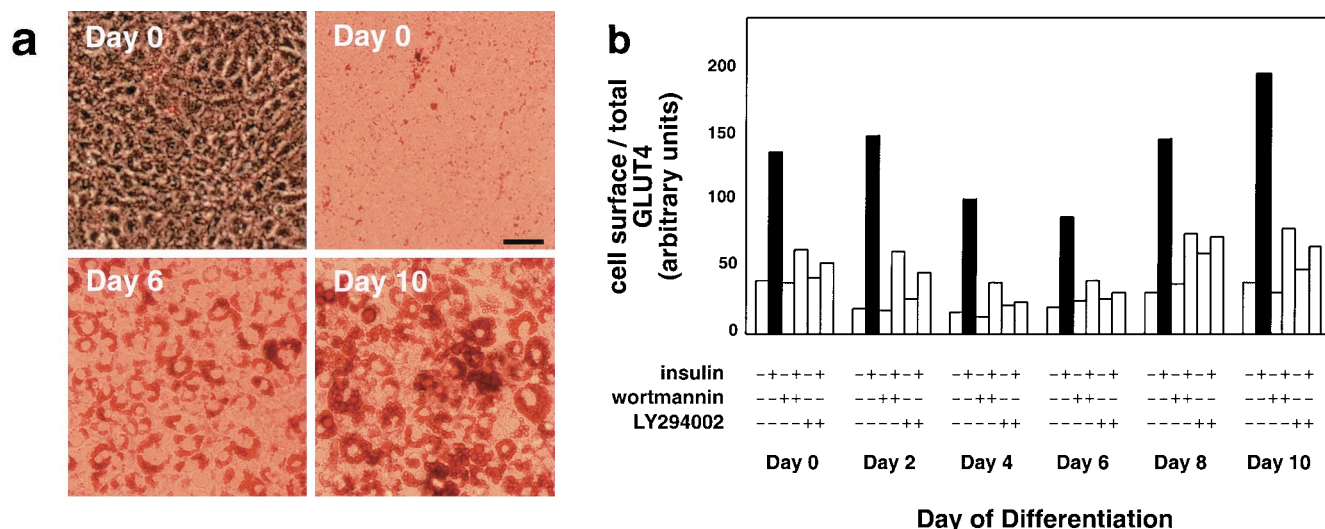 a
Day 0
Day 0
Day 6
Day 10
b
cell surface / total
GLUT4
(arbitrary units)
200
150
100
50
0
insulin
-+-+-+ -+-+-+ -+-+-+ -+-+-+ -+-+-+ -+-+-+
wortmannin
--++-- --++-- --++-- --++-- --++-- --++--
LY294002
----++ ----++ ----++ ----++ ----++ ----++
Day 0 Day 2 Day 4 Day 6 Day 8 Day 10
Day of Differentiation